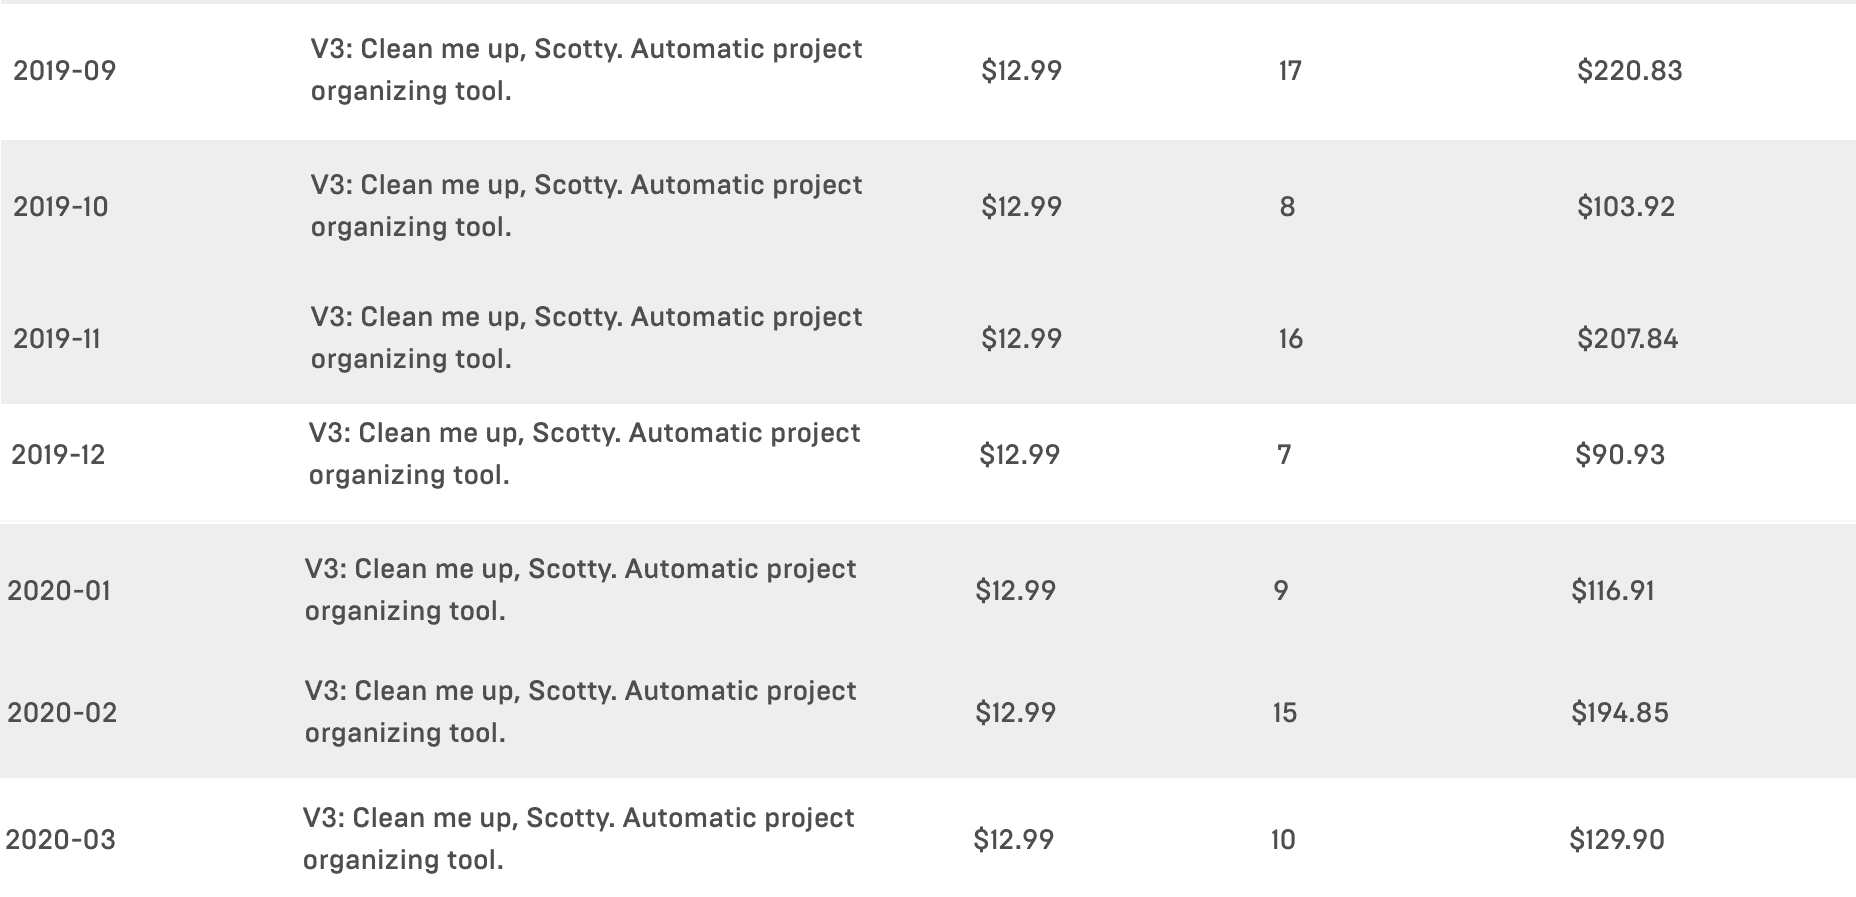 V3: Clean me up, Scotty. Automatic project
2019-09 $12.99 17 $220.83
organizing tool.
V3: Clean me up, Scotty. Automatic project
2019-10 $12.99 8 $103.92
organizing tool.
V3: Clean me up, Scotty. Automatic project
2019-11 $12.99 16 $207.84
organizing tool.
V3: Clean me up, Scotty. Automatic project
2019-12 $12.99 7 $90.93
organizing tool.
V3: Clean me up, Scotty. Automatic project
2020-01 $12.99 9 $116.91
organizing tool.
V3: Clean me up, Scotty. Automatic project
2020-02 $12.99 15 $194.85
organizing tool.
V3: Clean me up, Scotty. Automatic project
2020-03 $12.99 10 $129.90
organizing tool.